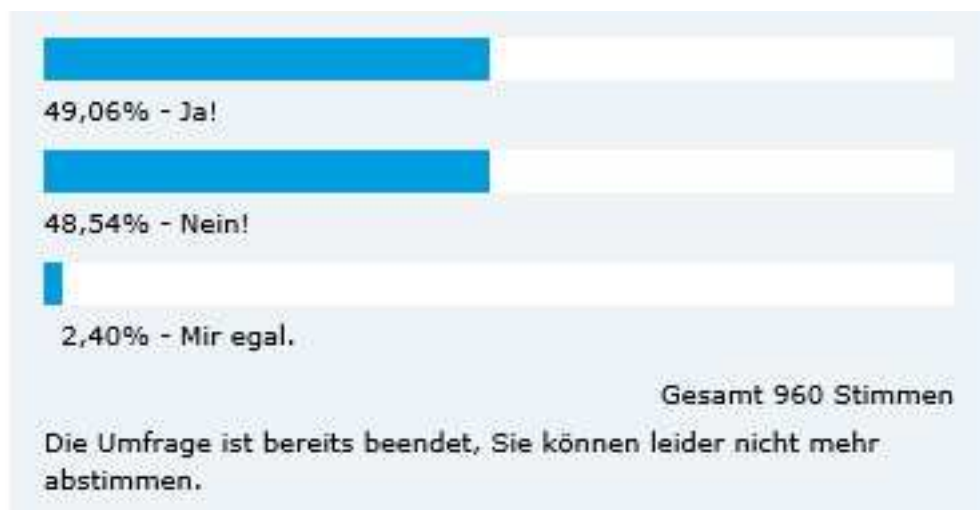 49,06% - Ja!
48,54% - Nein!
2,40% - Mir egal.
Gesamt 960 Stimmen
Die Umfrage ist bereits beendet, Sie können leider nicht mehr
abstimmen.